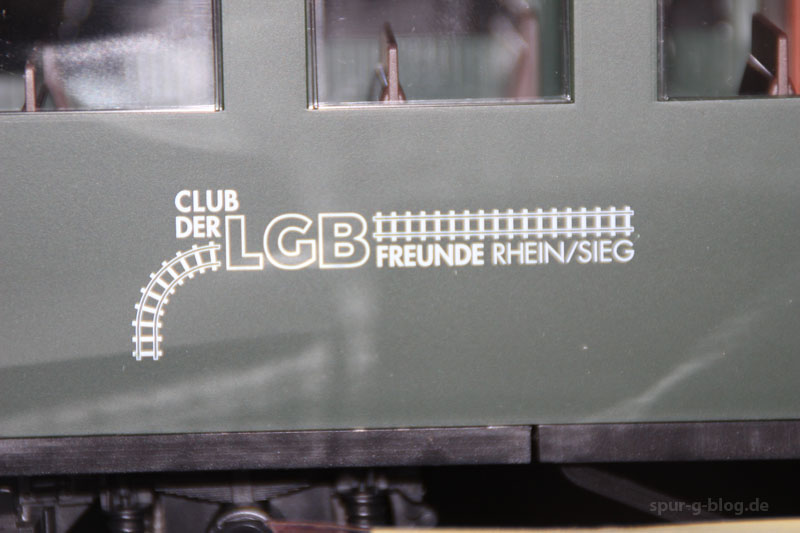 CLUB
DER LGB
FREUNDE RHEIN/SIEG
spur-g-blog.de